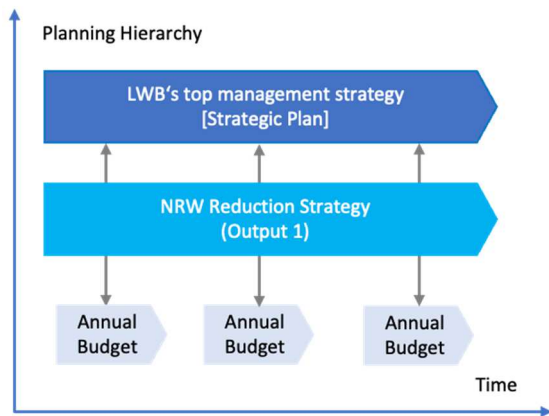 Planning Hierarchy
LWB‘s top management strategy
[Strategic Plan]
NRW Reduction Strategy
(Output 1)
Annual
Budget
Annual
Budget
Annual
Budget
Time